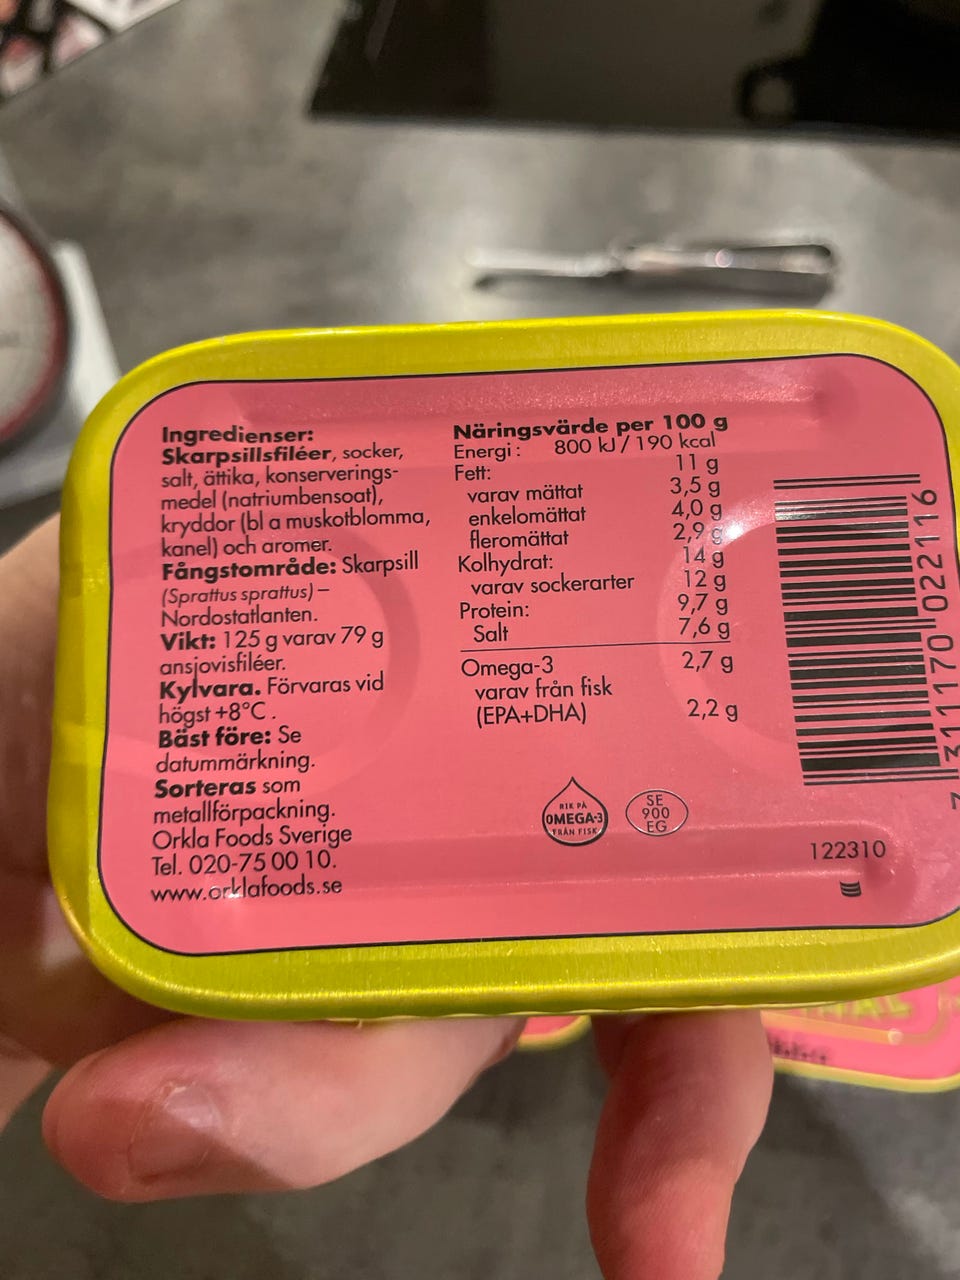 Ingredienser:
Skarpsillsfiléer, socker,
salt, ättika, konserverings-
medel (natriumbensoat),
kryddor (bl a muskotblomma,
kanel) och aromer.
Fångstområde: Skarpsill
(Sprattus sprattus) –
Nordostatlanten.
Vikt: 125 g varav 79 g
ansjovisfiléer.
Kylvara. Förvaras vid
högst +8°C.
Bäst före: Se
datummärkning.
Sorteras som
metallförpackning.
Orkla Foods Sverige
Tel. 020-75 00 10.
www.orklafoods.se
Näringsvärde per 100 g
Energi: 800 kJ/190 kcal
Fett: 11 g
varav mättat 3,5 g
enkelomättat 4,0 g
fleromättat 2,9 g
Kolhydrat: 14 g
varav sockerarter 12 g
Protein: 9,7 g
Salt 7,6 g
Omega-3 2,7 g
varav från fisk
(EPA+DHA) 2,2 g
RIK PÅ
OMEGA-3
FRÅN FISK
SE
900
EG
7 311170 022116
122310